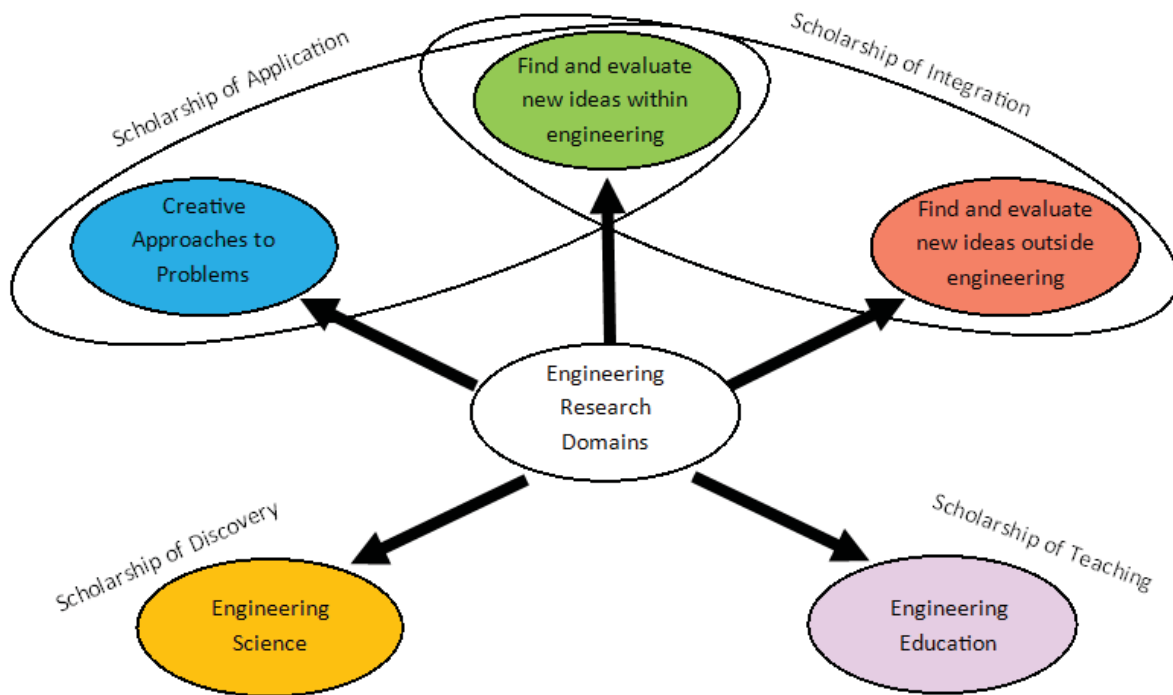 Scholarship of Application
Scholarship of Integration
Find and evaluate
new ideas within
engineering
Creative
Approaches to
Problems
Find and evaluate
new ideas outside
engineering
Engineering
Research
Domains
Scholarship of Discovery
Scholarship of Teaching
Engineering
Science
Engineering
Education